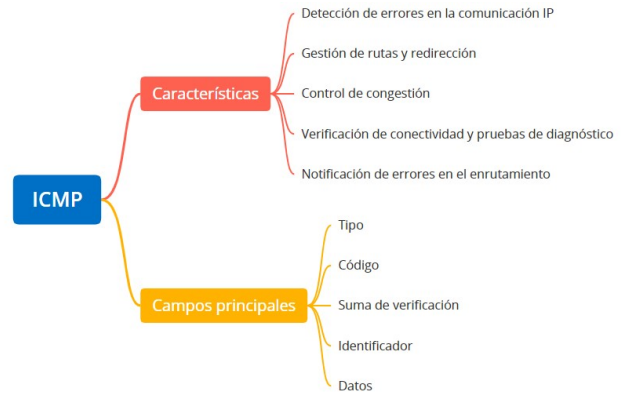 ICMP
Características
Detección de errores en la comunicación IP
Gestión de rutas y redirección
Control de congestión
Verificación de conectividad y pruebas de diagnóstico
Notificación de errores en el enrutamiento
Campos principales
Tipo
Código
Suma de verificación
Identificador
Datos